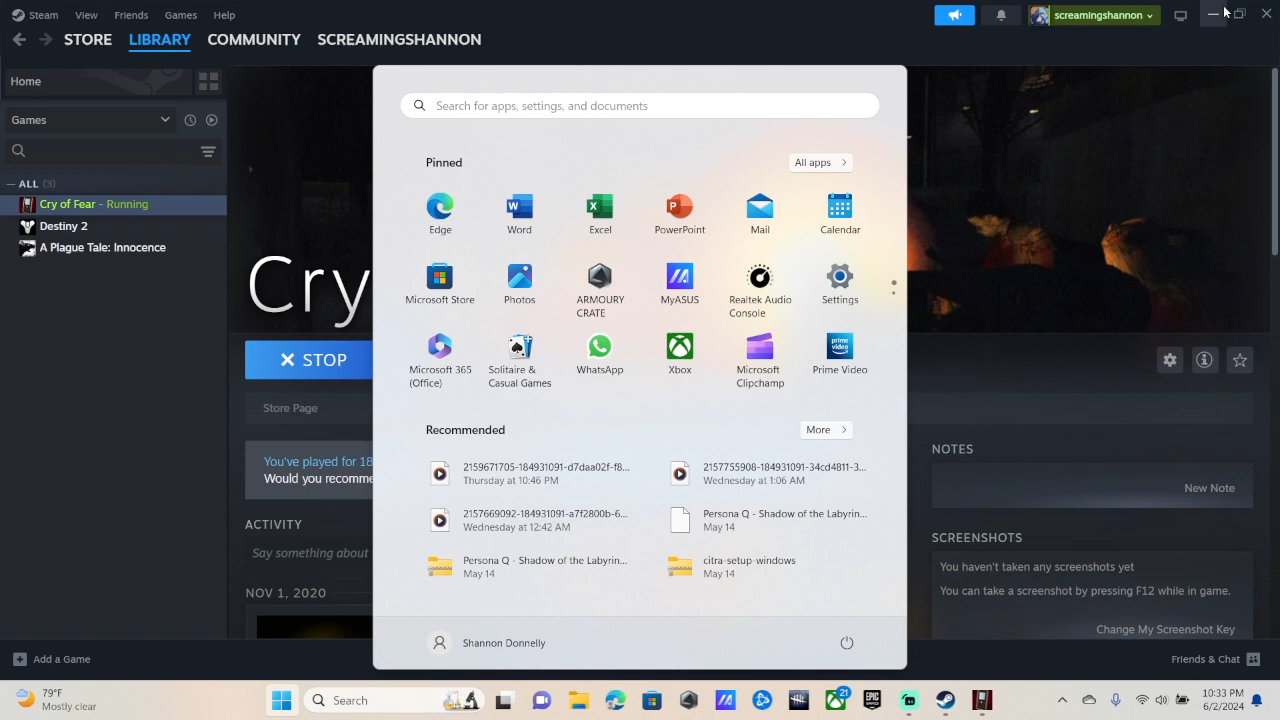 Steam View Friends Games Help
screamingshannon
STORE LIBRARY COMMUNITY SCREAMINGSHANNON
Home
Games
ALL (3)
Cry of Fear - Running
Destiny 2
A Plague Tale: Innocence
Cry
STOP
Store Page
You've played for 18
Would you recomme
ACTIVITY
Say something about
NOV 1, 2020
Search for apps, settings, and documents
Pinned
All apps
Edge Word Excel PowerPoint Mail Calendar
Microsoft Store Photos ARMOURY CRATE MyASUS Realtek Audio Console Settings
Microsoft 365 (Office) Solitaire & Casual Games WhatsApp Xbox Microsoft Clipchamp Prime Video
prime video
Recommended
More
2159671705-184931091-d7daa02f-f8...
Thursday at 10:46 PM
2157755908-184931091-34cd4811-3...
Wednesday at 1:06 AM
2157669092-184931091-a7f2800b-6...
Wednesday at 12:42 AM
Persona Q - Shadow of the Labyrin...
May 14
Persona Q - Shadow of the Labyrin...
May 14
citra-setup-windows
May 14
Shannon Donnelly
NOTES
New Note
SCREENSHOTS
You haven't taken any screenshots yet
You can take a screenshot by pressing F12 while in game.
Change My Screenshot Key
Add a Game
Friends & Chat
79°F
Mostly clear
Search
21
EPIC GAMES
10:33 PM
6/2/2024